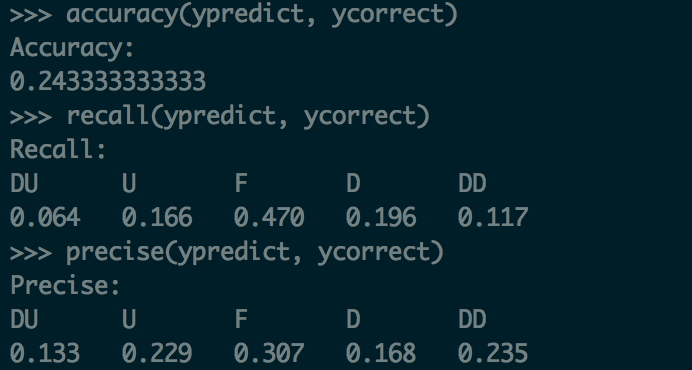 >>> accuracy(ypredict, ycorrect)
Accuracy:
0.243333333333
>>> recall(ypredict, ycorrect)
Recall:
DU U F D DD
0.064 0.166 0.470 0.196 0.117
>>> precise(ypredict, ycorrect)
Precise:
DU U F D DD
0.133 0.229 0.307 0.168 0.235